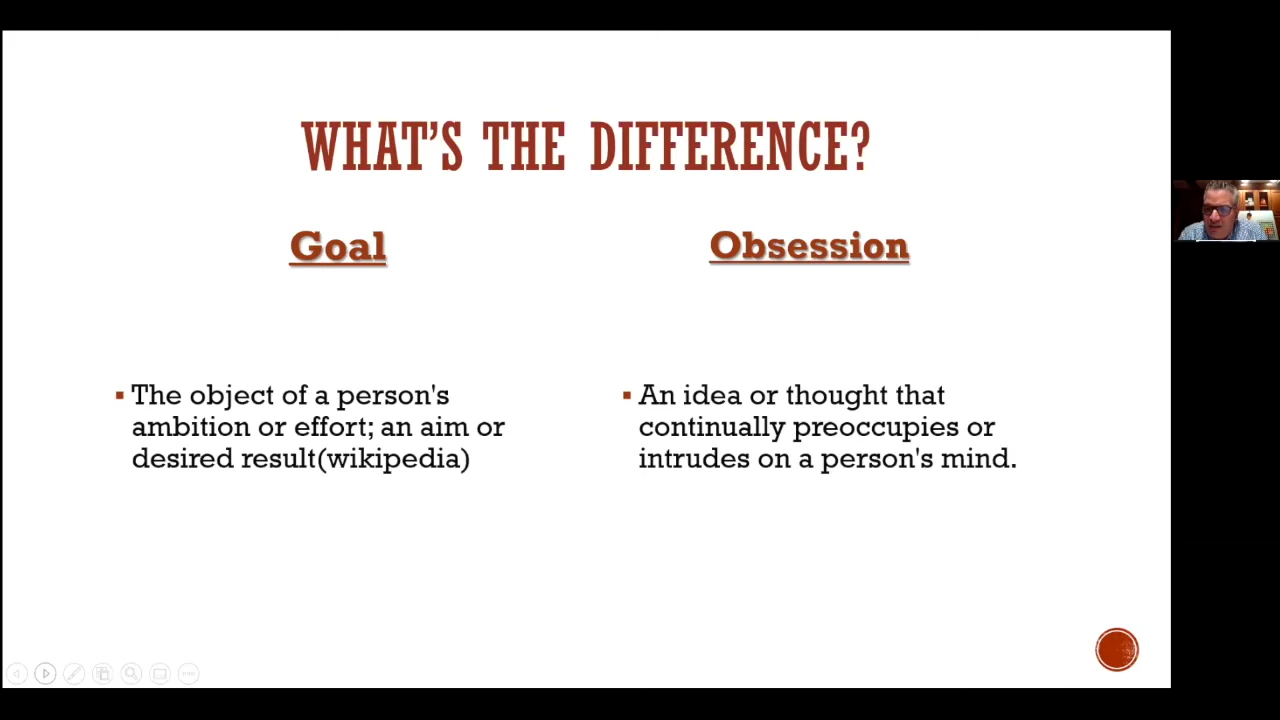 WHAT'S THE DIFFERENCE?
Goal
The object of a person's
ambition or effort; an aim or
desired result(wikipedia)
Obsession
An idea or thought that
continually preoccupies or
intrudes on a person's mind.